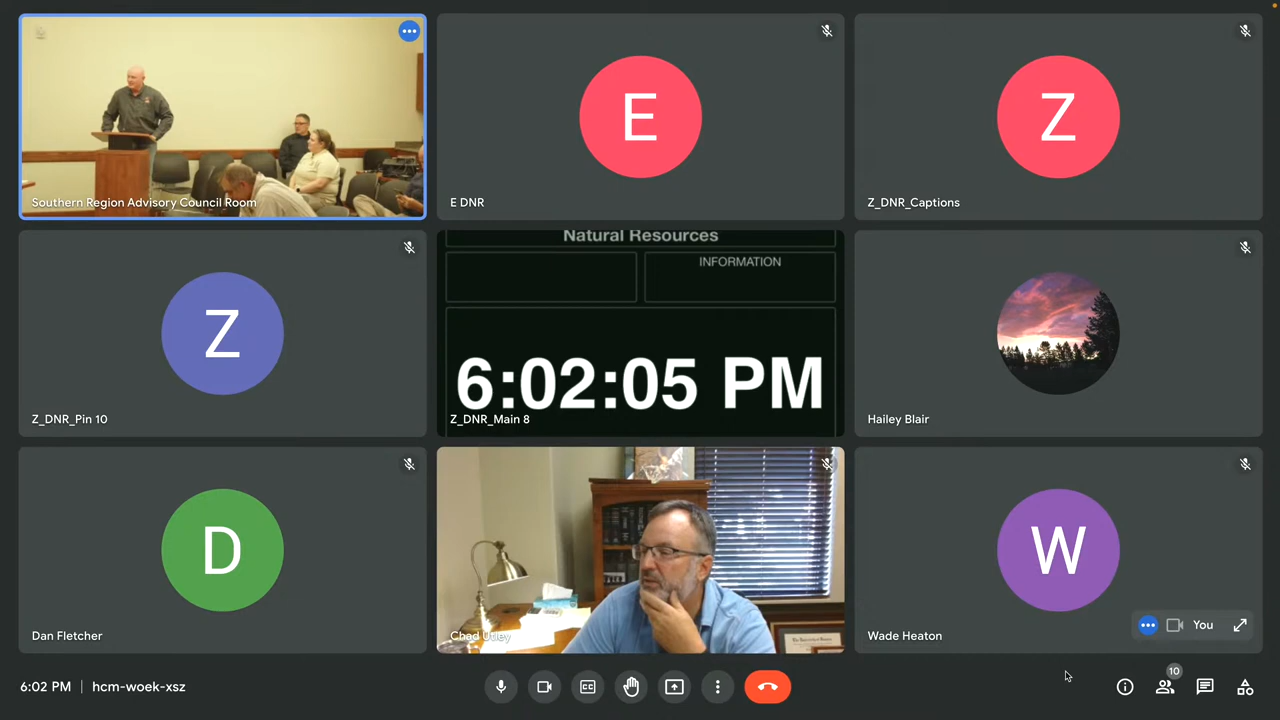 Southern Region Advisory Council Room
E
E DNR
Z
Z_DNR_Captions
Z
Z_DNR_Pin 10
Natural Resources
INFORMATION
6:02:05 PM
Z_DNR_Main 8
Hailey Blair
D
Dan Fletcher
Chad Utley
W
Wade Heaton
You
6:02 PM | hcm-woek-xsz
10